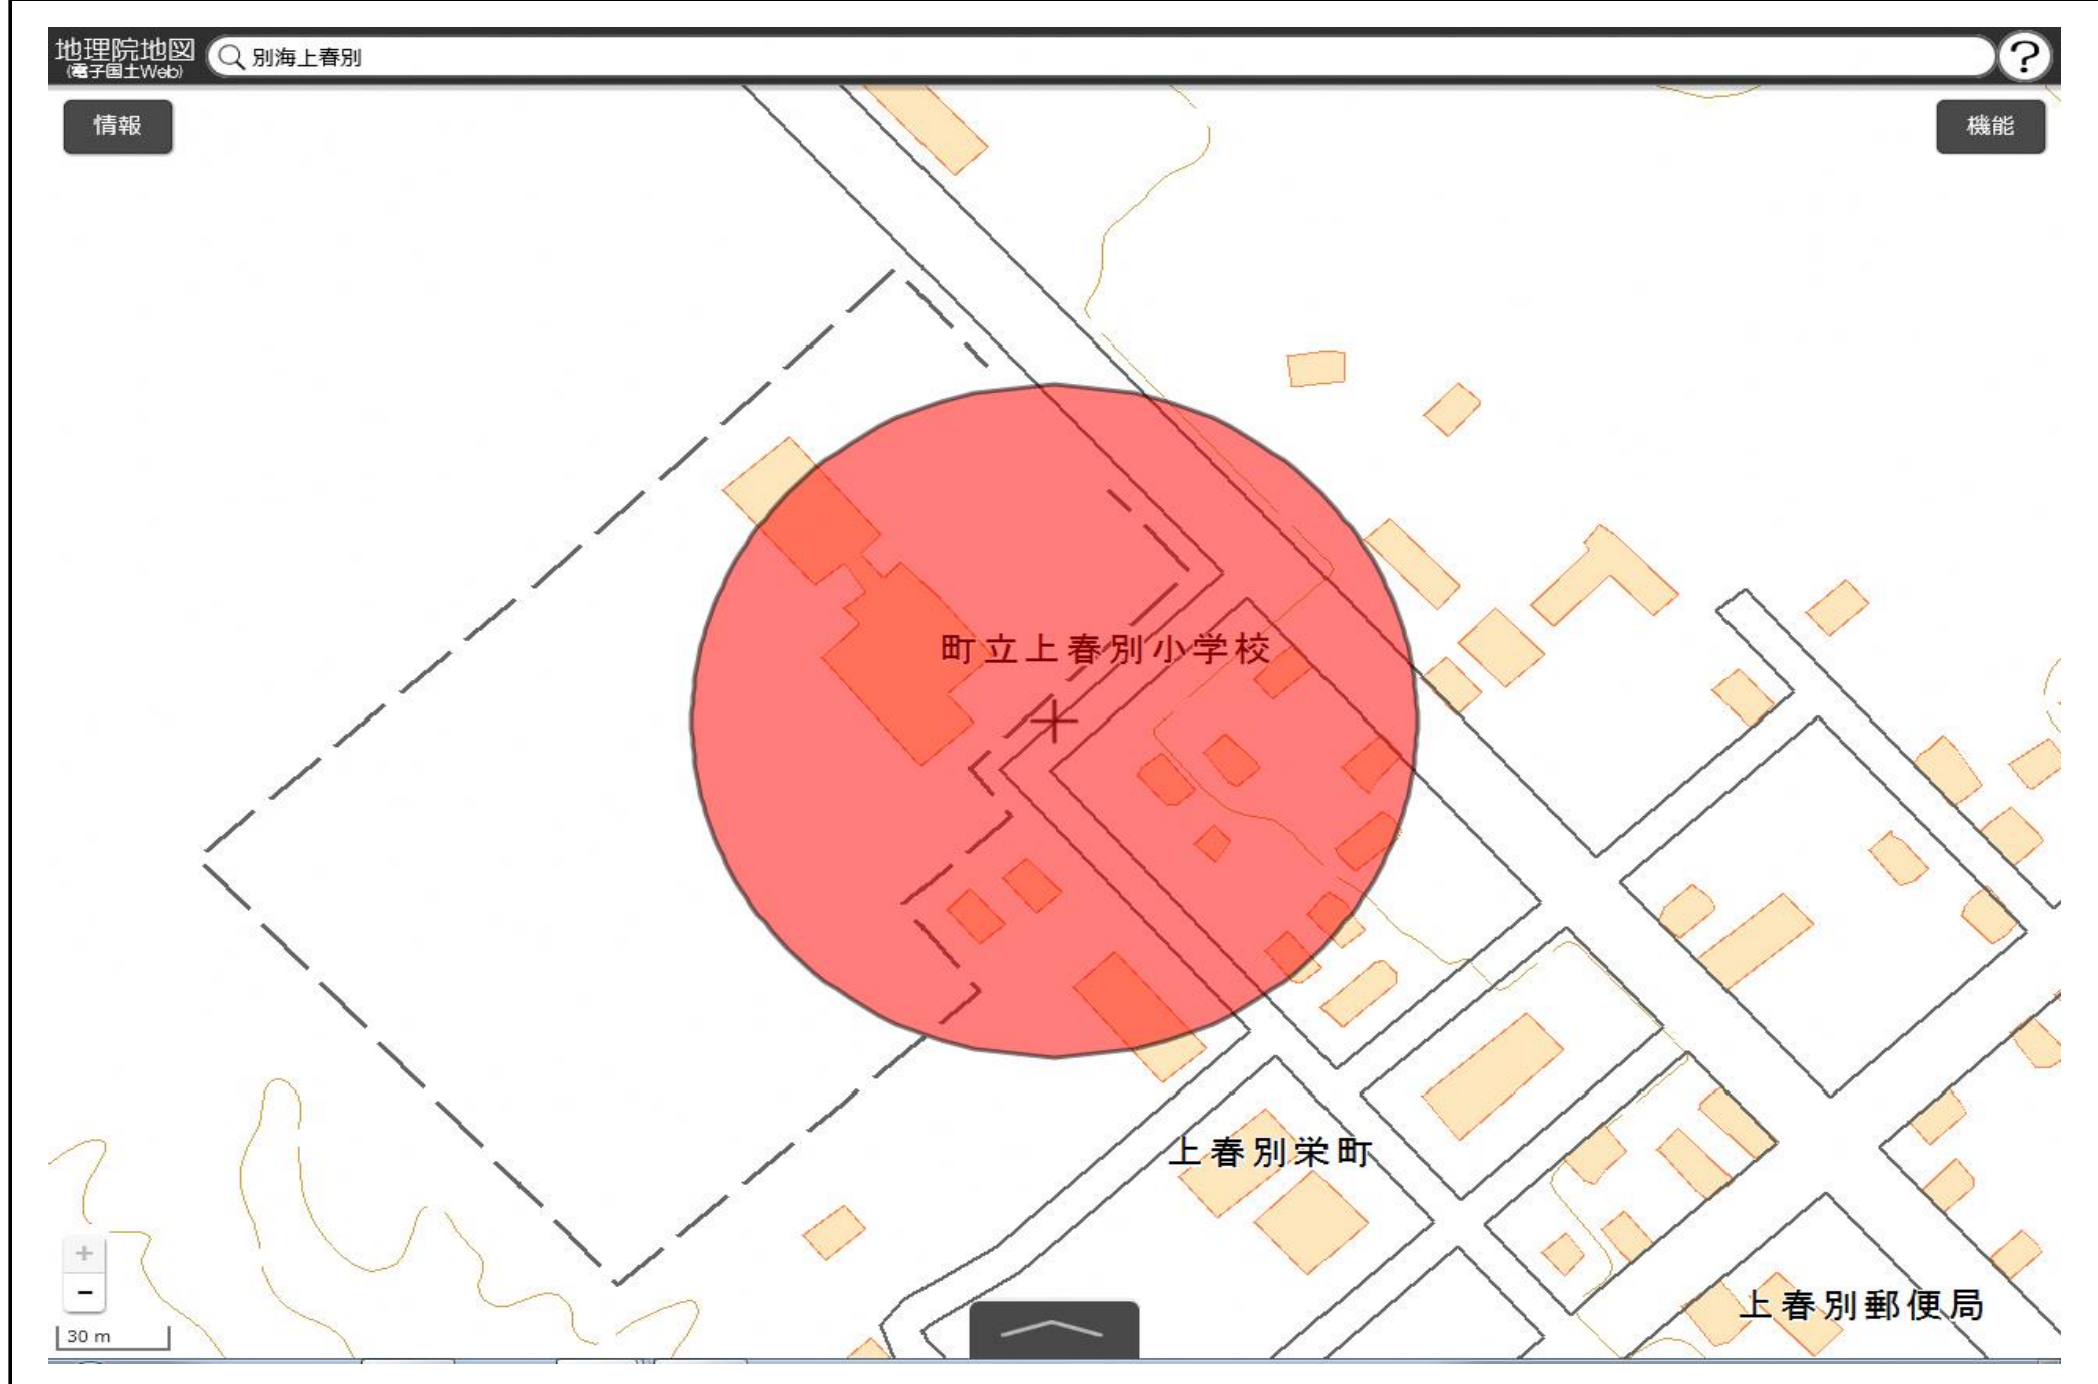 地理院地図
(電子国土Web)
別海上春別
?
情報
機能
町立上春別小学校
上春別栄町
上春別郵便局
+
−
30 m